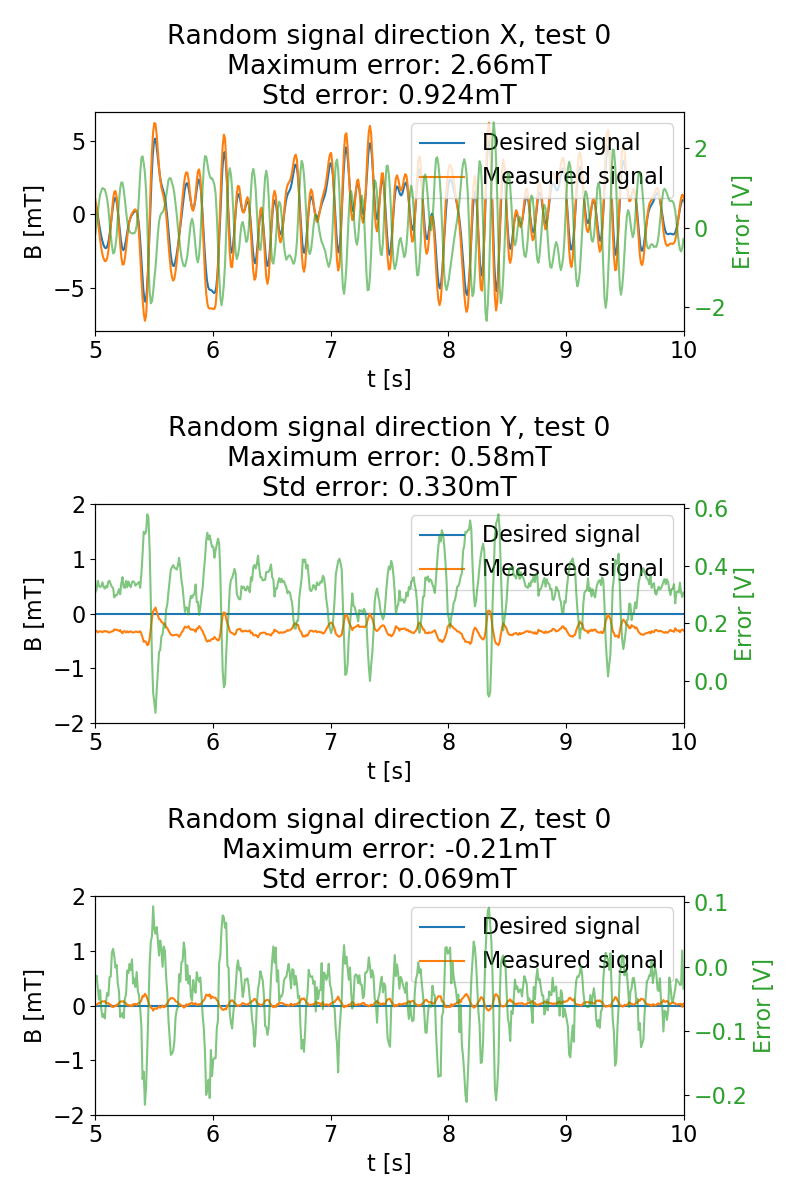 Random signal direction X, test 0
Maximum error: 2.66mT
Std error: 0.924mT
B [mT]
5
0
−5
Desired signal
Measured signal
2
0
−2
Error [V]
5 6 7 8 9 10
t [s]
Random signal direction Y, test 0
Maximum error: 0.58mT
Std error: 0.330mT
B [mT]
2
1
0
−1
−2
Desired signal
Measured signal
0.6
0.4
0.2
0.0
Error [V]
5 6 7 8 9 10
t [s]
Random signal direction Z, test 0
Maximum error: -0.21mT
Std error: 0.069mT
B [mT]
2
1
0
−1
−2
Desired signal
Measured signal
0.1
0.0
−0.1
−0.2
Error [V]
5 6 7 8 9 10
t [s]